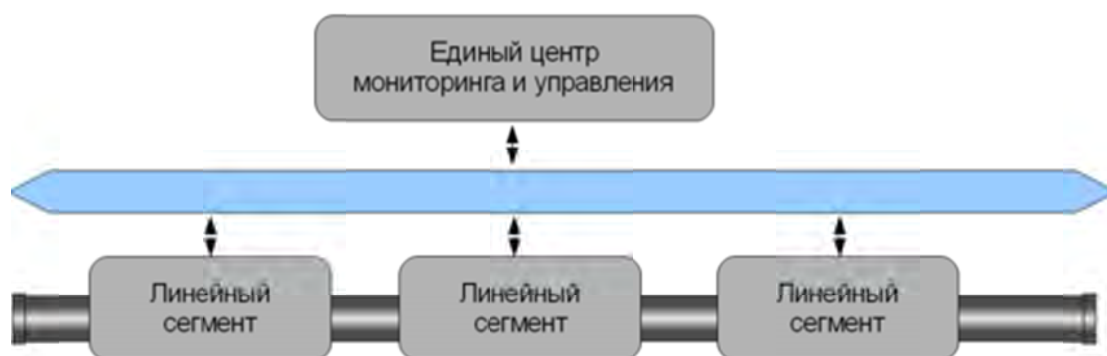 Единый центр
мониторинга и управления
Линейный
сегмент
Линейный
сегмент
Линейный
сегмент